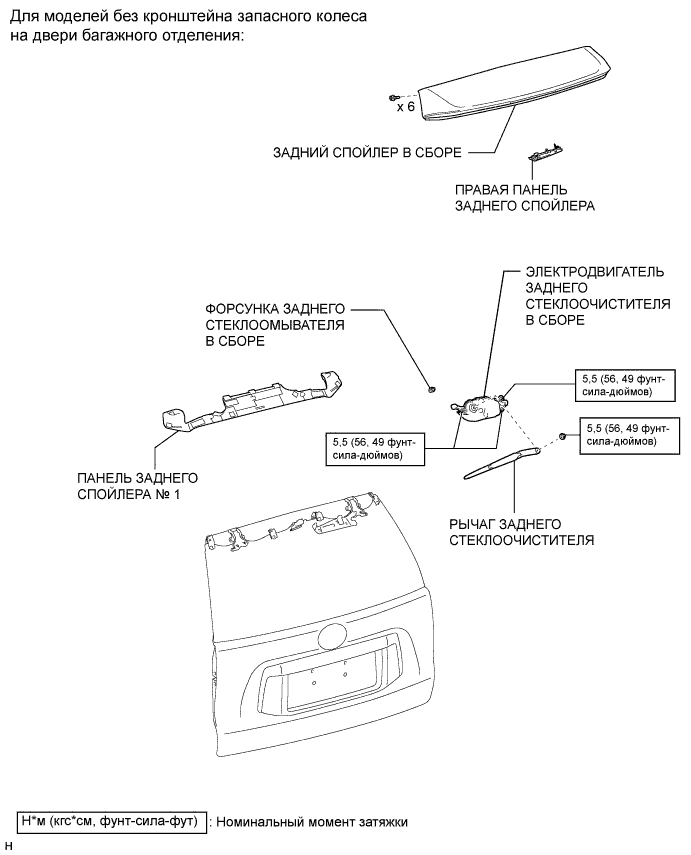 Для моделей без кронштейна запасного колеса
на двери багажного отделения:
x 6
ЗАДНИЙ СПОЙЛЕР В СБОРЕ
ПРАВАЯ ПАНЕЛЬ
ЗАДНЕГО СПОЙЛЕРА
ЭЛЕКТРОДВИГАТЕЛЬ
ЗАДНЕГО
СТЕКЛООЧИСТИТЕЛЯ
В СБОРЕ
ФОРСУНКА ЗАДНЕГО
СТЕКЛООМЫВАТЕЛЯ
В СБОРЕ
5,5 (56, 49 фунт-
сила-дюймов)
5,5 (56, 49 фунт-
сила-дюймов)
5,5 (56, 49 фунт-
сила-дюймов)
ПАНЕЛЬ ЗАДНЕГО
СПОЙЛЕРА № 1
РЫЧАГ ЗАДНЕГО
СТЕКЛООЧИСТИТЕЛЯ
Н*м (кгс*см, фунт-сила-фут) : Номинальный момент затяжки
H